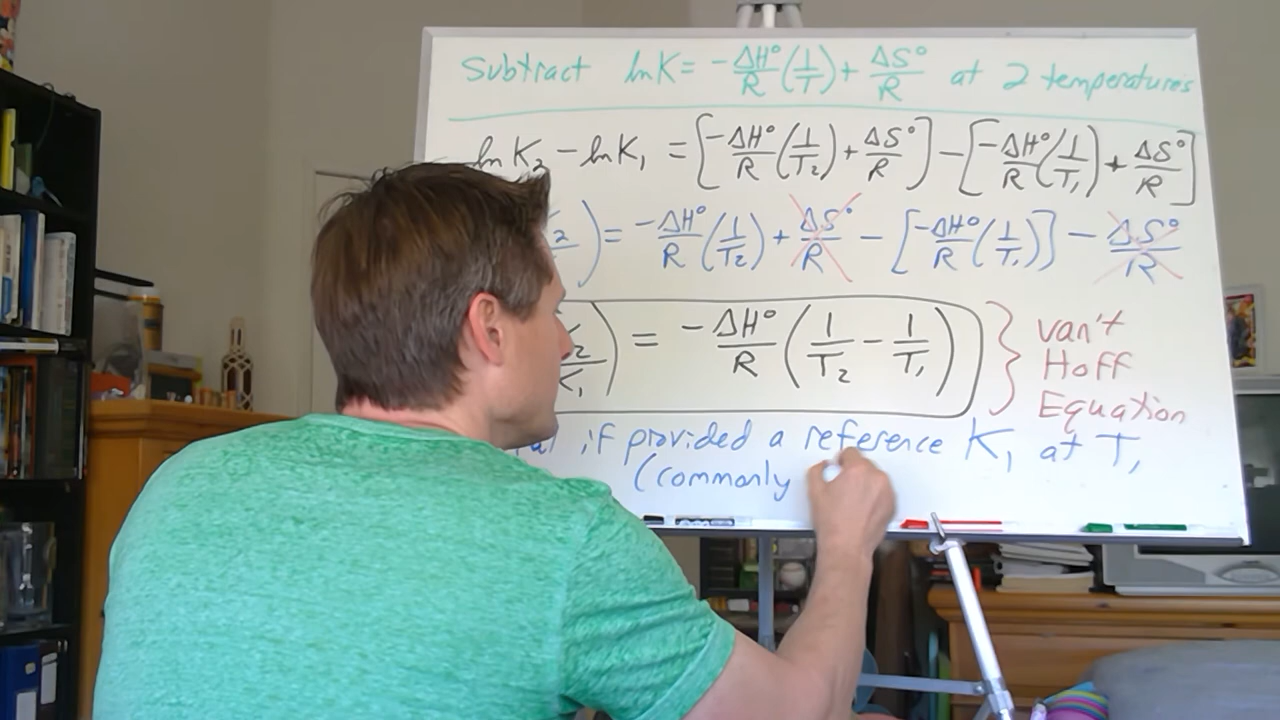 Subtract lnK = -ΔH°/R (1/T) + ΔS°/R at 2 temperatures
lnK₂ - lnK₁ = [-ΔH°/R (1/T₂) + ΔS°/R] - [-ΔH°/R (1/T₁) + ΔS°/R]
) = -ΔH°/R (1/T₂) + ΔS°/R - [-ΔH°/R (1/T₁)] - ΔS°/R
) = -ΔH°/R (1/T₂ - 1/T₁)
van't
Hoff
Equation
if provided a reference K₁ at T₁
(commonly